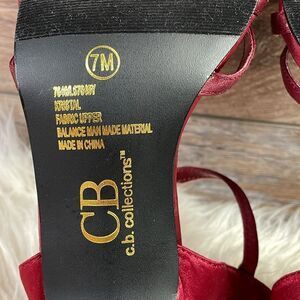 7M
KRISTAL
FABRIC UPPER
BALANCE MAN MADE MATERIAL
MADE IN CHINA
CB
c.b. collections™